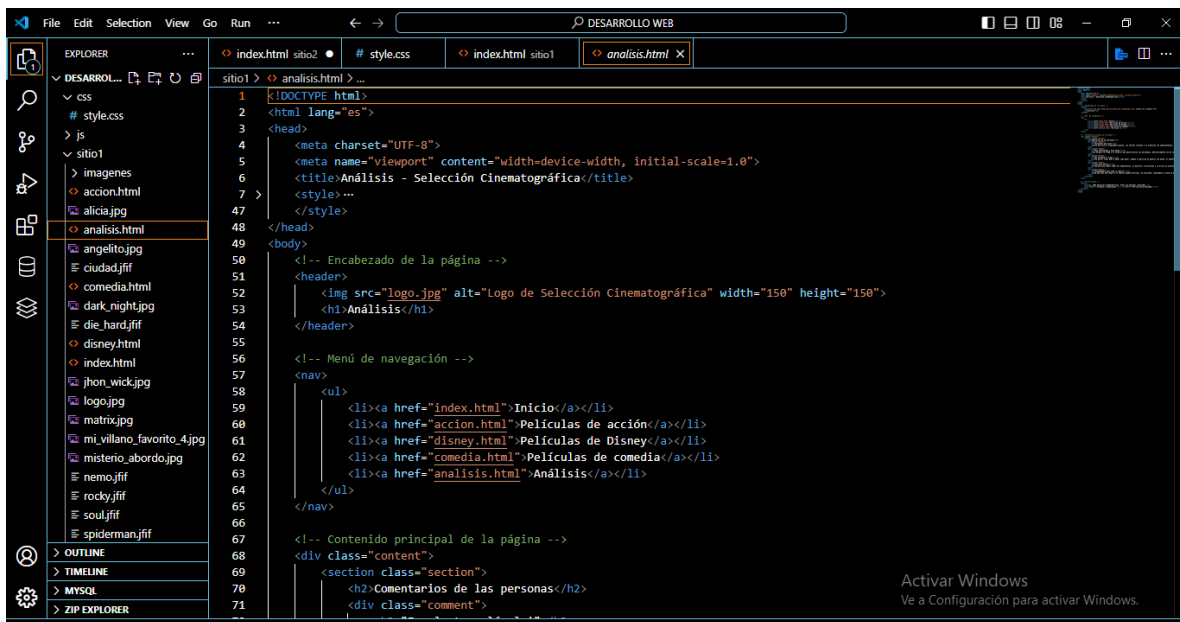 File Edit Selection View Go Run ··· ← → DESARROLLO WEB
EXPLORER ···
DESARROL...
css
style.css
js
sitio1
imagenes
accion.html
alicia.jpg
analisis.html
angelito.jpg
ciudad.jfif
comedia.html
dark_night.jpg
die_hard.jfif
disney.html
index.html
jhon_wick.jpg
logo.jpg
matrix.jpg
mi_villano_favorito_4.jpg
misterio_abordo.jpg
nemo.jfif
rocky.jfif
soul.jfif
spiderman.jfif
OUTLINE
TIMELINE
MYSQL
ZIP EXPLORER
1
index.html sitio2 ● # style.css index.html sitio1 analisis.html ×
sitio1 > analisis.html > ...
1 <!DOCTYPE html>
2 <html lang="es">
3 <head>
4 <meta charset="UTF-8">
5 <meta name="viewport" content="width=device-width, initial-scale=1.0">
6 <title>Análisis - Selección Cinematográfica</title>
7 > <style>···
47 </style>
48 </head>
49 <body>
50 <!-- Encabezado de la página -->
51 <header>
52 <img src="logo.jpg" alt="Logo de Selección Cinematográfica" width="150" height="150">
53 <h1>Análisis</h1>
54 </header>
55
56 <!-- Menú de navegación -->
57 <nav>
58 <ul>
59 <li><a href="index.html">Inicio</a></li>
60 <li><a href="accion.html">Películas de acción</a></li>
61 <li><a href="disney.html">Películas de Disney</a></li>
62 <li><a href="comedia.html">Películas de comedia</a></li>
63 <li><a href="analisis.html">Análisis</a></li>
64 </ul>
65 </nav>
66
67 <!-- Contenido principal de la página -->
68 <div class="content">
69 <section class="section">
70 <h2>Comentarios de las personas</h2>
71 <div class="comment">
Activar Windows
Ve a Configuración para activar Windows.